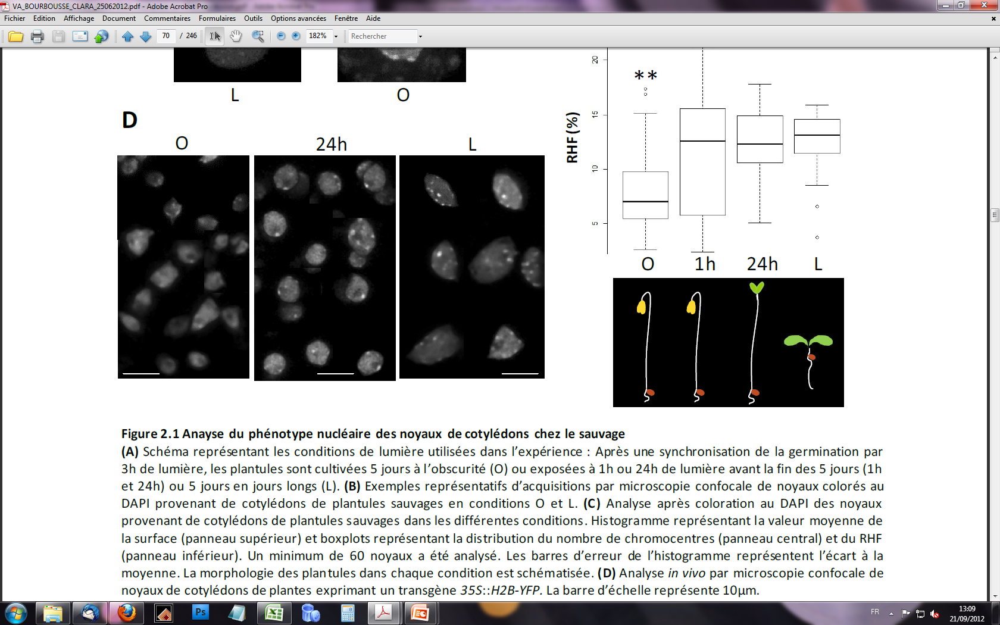 VA_BOURBOUSSE_CLARA_25062012.pdf - Adobe Acrobat Pro
Fichier Edition Affichage Document Commentaires Formulaires Outils Options avancées Fenêtre Aide
70 / 246 182% Rechercher
L O
D
O 24h L
**
RHF (%)
20
15
10
5
O 1h 24h L
Figure 2.1 Anayse du phénotype nucléaire des noyaux de cotylédons chez le sauvage
(A) Schéma représentant les conditions de lumière utilisées dans l'expérience : Après une synchronisation de la germination par
3h de lumière, les plantules sont cultivées 5 jours à l'obscurité (O) ou exposées à 1h ou 24h de lumière avant la fin des 5 jours (1h
et 24h) ou 5 jours en jours longs (L). (B) Exemples représentatifs d'acquisitions par microscopie confocale de noyaux colorés au
DAPI provenant de cotylédons de plantules sauvages en conditions O et L. (C) Analyse après coloration au DAPI des noyaux
provenant de cotylédons de plantules sauvages dans les différentes conditions. Histogramme représentant la valeur moyenne de
la surface (panneau supérieur) et boxplots représentant la distribution du nombre de chromocentres (panneau central) et du RHF
(panneau inférieur). Un minimum de 60 noyaux a été analysé. Les barres d'erreur de l'histogramme représentent l'écart à la
moyenne. La morphologie des plantules dans chaque condition est schématisée. (D) Analyse in vivo par microscopie confocale de
noyaux de cotylédons de plantes exprimant un transgène 35S::H2B-YFP. La barre d'échelle représente 10µm.
Ps
FR
13:09
21/09/2012